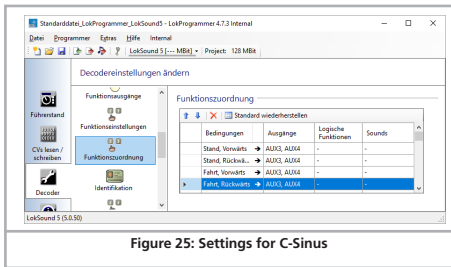 Standarddatei_LokProgrammer_LokSound5 - LokProgrammer 4.7.3 Internal
Datei Programmer Extras Hilfe Internal
LokSound 5 [--- MBit] Project: 128 MBit
Decodereinstellungen ändern
Führerstand
CVs lesen / schreiben
Decoder
Funktionsausgänge
Funktionseinstellungen
Funktionszuordnung
Identifikation
Funktionszuordnung
Standard wiederherstellen
Bedingungen Ausgänge Logische Funktionen Sounds
Stand, Vorwärts ➔ AUX3, AUX4 - -
Stand, Rückwä... ➔ AUX3, AUX4 - -
Fahrt, Vorwärts ➔ AUX3, AUX4 - -
Fahrt, Rückwärts ➔ AUX3, AUX4 - -
LokSound 5 (5.0.50)
Figure 25: Settings for C-Sinus